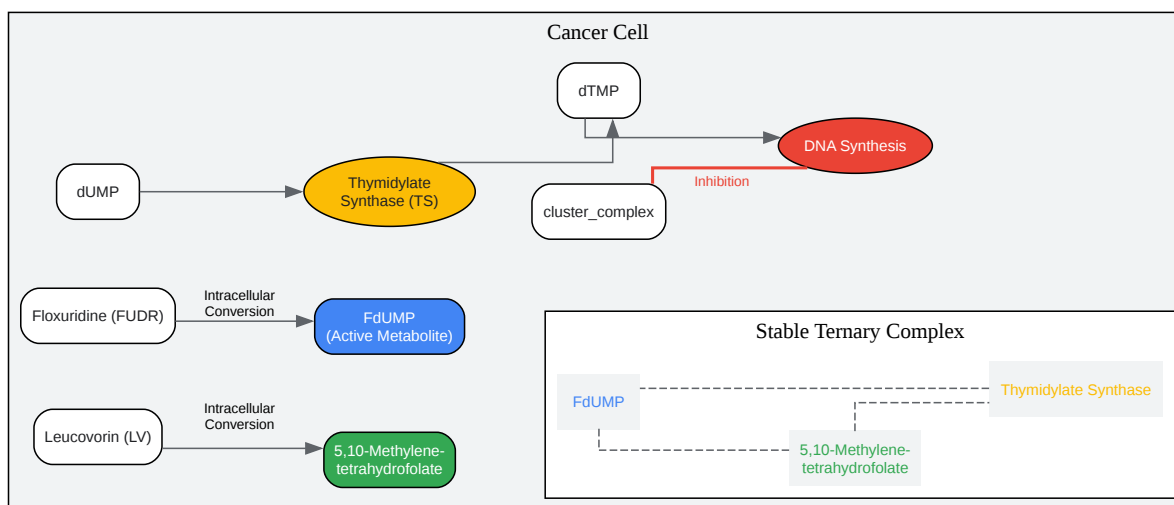 Cancer Cell
dTMP
DNA Synthesis
dUMP
Thymidylate
Synthase (TS)
Inhibition
cluster_complex
Floxuridine (FUDR)
Intracellular
Conversion
FdUMP
(Active Metabolite)
Leucovorin (LV)
Intracellular
Conversion
5,10-Methylene-
tetrahydrofolate
Stable Ternary Complex
FdUMP
Thymidylate Synthase
5,10-Methylene-
tetrahydrofolate